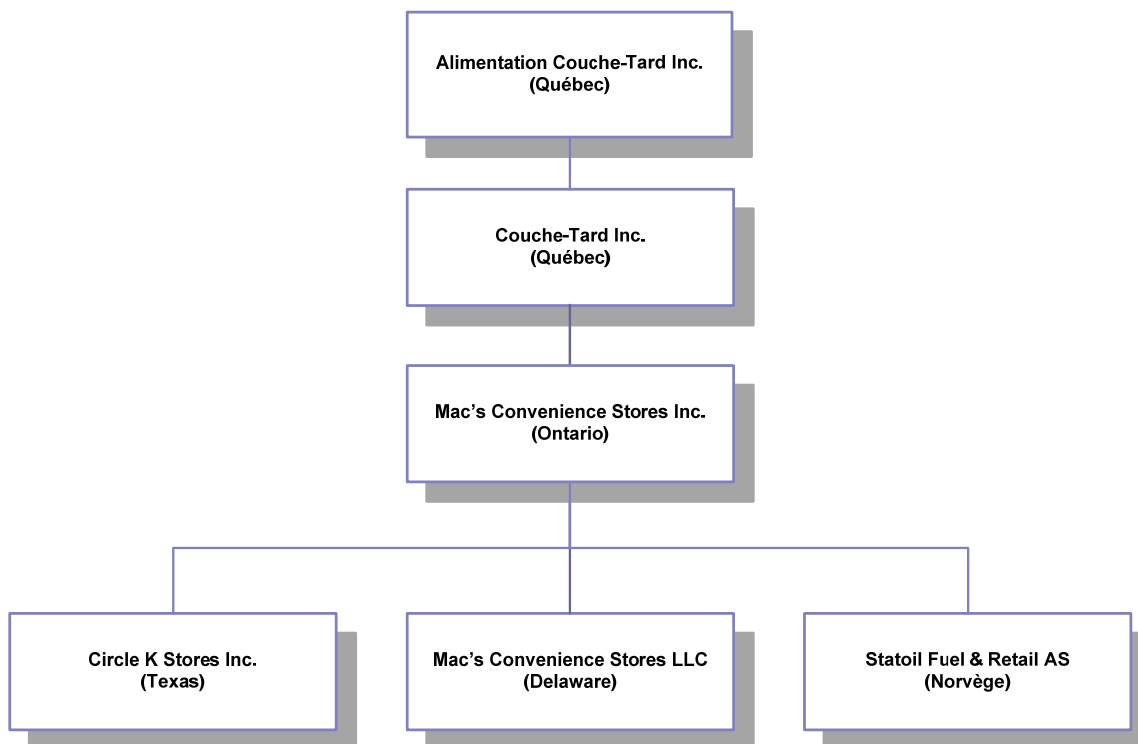 Alimentation Couche-Tard Inc.
(Québec)
Couche-Tard Inc.
(Québec)
Mac’s Convenience Stores Inc.
(Ontario)
Circle K Stores Inc.
(Texas)
Mac’s Convenience Stores LLC
(Delaware)
Statoil Fuel & Retail AS
(Norvège)